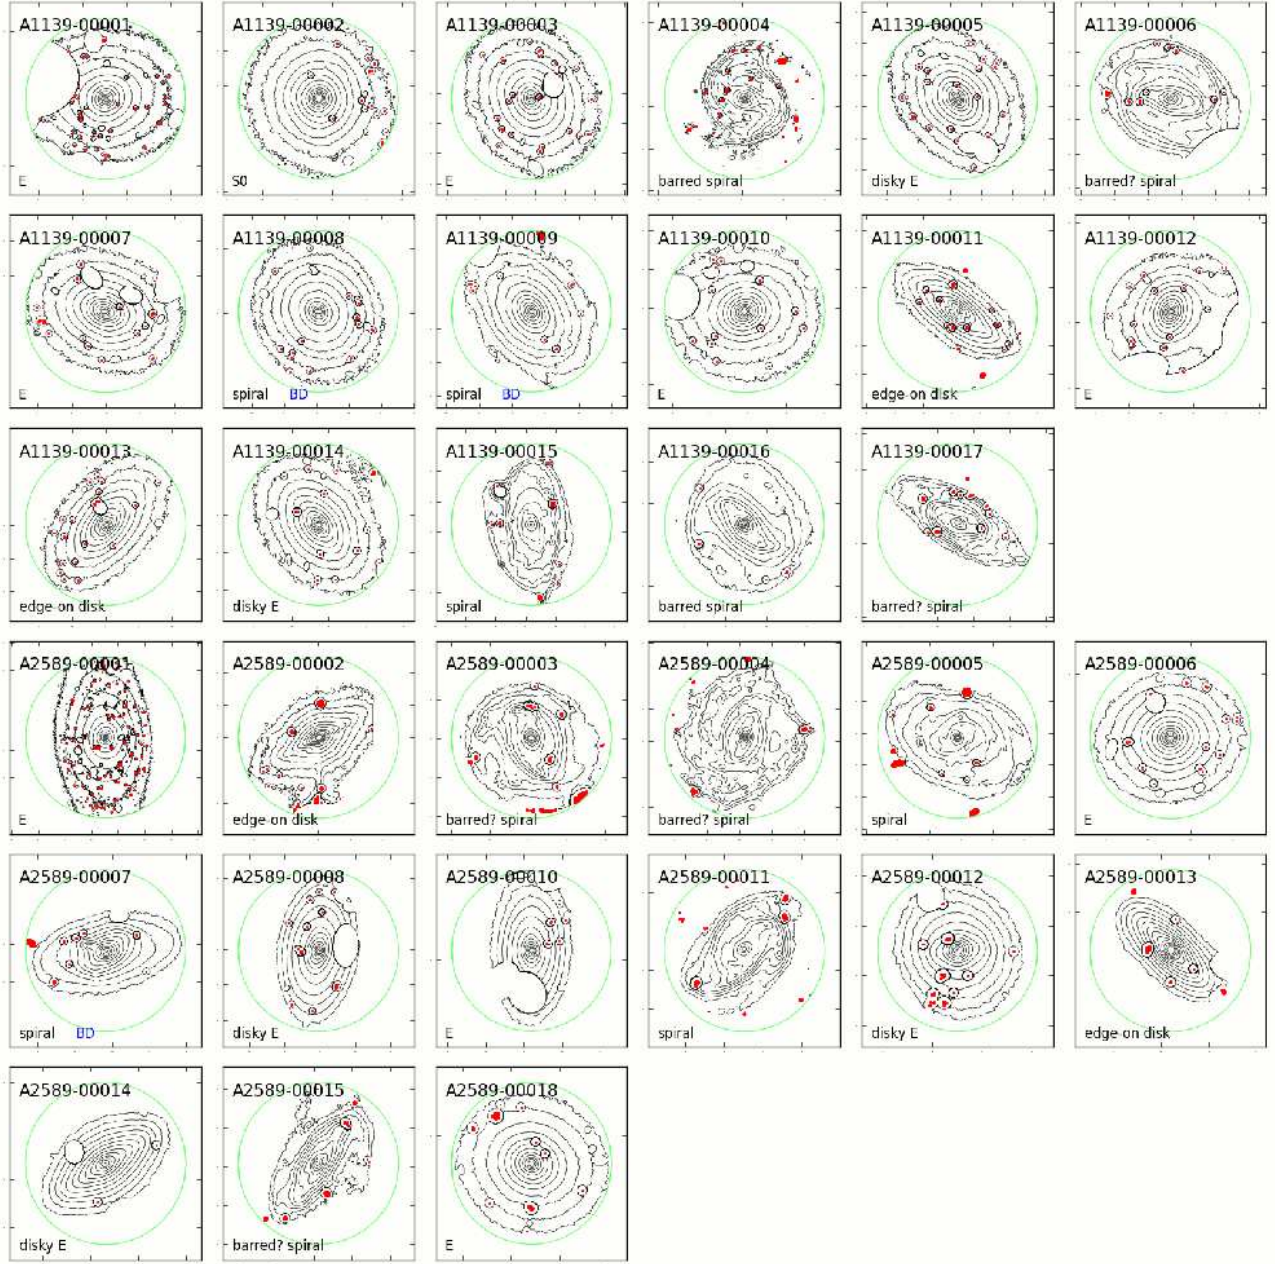 A1139-00001
E
A1139-00002
S0
A1139-00003
E
A1139-00004
barred spiral
A1139-00005
disky E
A1139-00006
barred? spiral
A1139-00007
E
A1139-00008
spiral BD
A1139-00009
spiral BD
A1139-00010
E
A1139-00011
edge-on disk
A1139-00012
E
A1139-00013
edge-on disk
A1139-00014
disky E
A1139-00015
spiral
A1139-00016
barred spiral
A1139-00017
barred? spiral
A2589-00001
E
A2589-00002
edge-on disk
A2589-00003
barred? spiral
A2589-00004
barred? spiral
A2589-00005
spiral
A2589-00006
E
A2589-00007
spiral BD
A2589-00008
disky E
A2589-00010
E
A2589-00011
spiral
A2589-00012
disky E
A2589-00013
edge-on disk
A2589-00014
disky E
A2589-00015
barred? spiral
A2589-00018
E